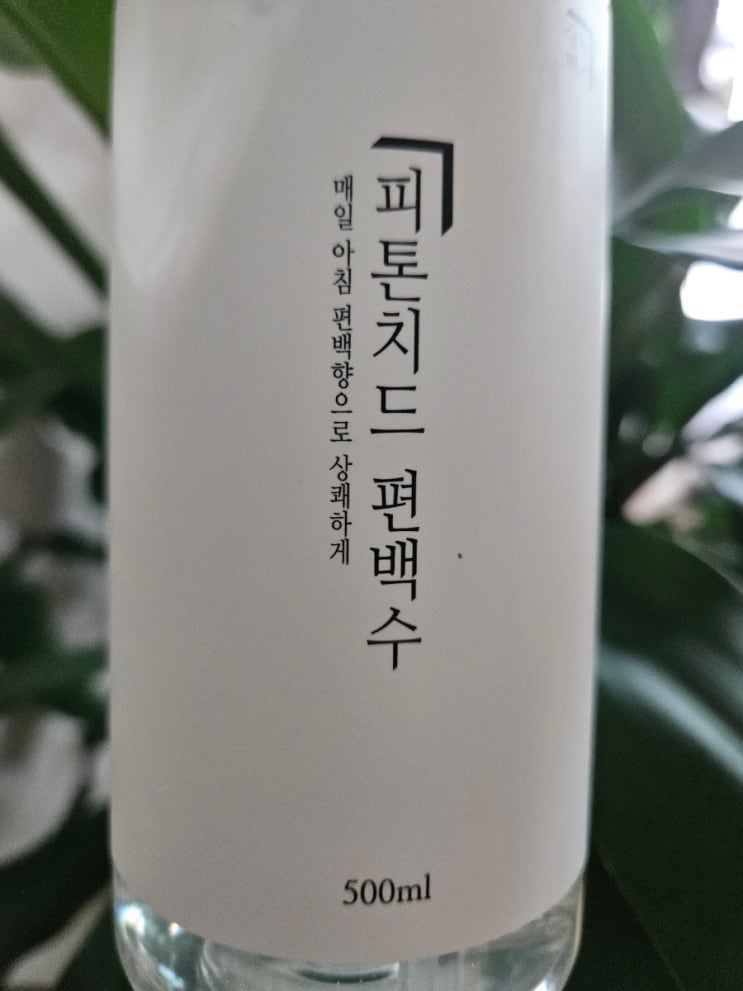 피톤치드 편백수
매일 아침 편백향으로 상쾌하게
500ml